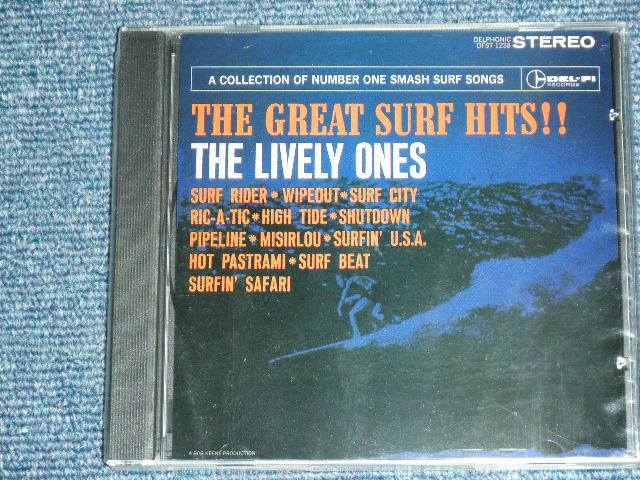 DELPHONIC
DFST 1238
STEREO
A COLLECTION OF NUMBER ONE SMASH SURF SONGS
DEL-FI
RECORDS
THE GREAT SURF HITS!!
THE LIVELY ONES
SURF RIDER * WIPEOUT * SURF CITY
RIC-A-TIC * HIGH TIDE * SHUTDOWN
PIPELINE * MISIRLOU * SURFIN' U.S.A.
HOT PASTRAMI * SURF BEAT
SURFIN' SAFARI
A BOB KEENE PRODUCTION